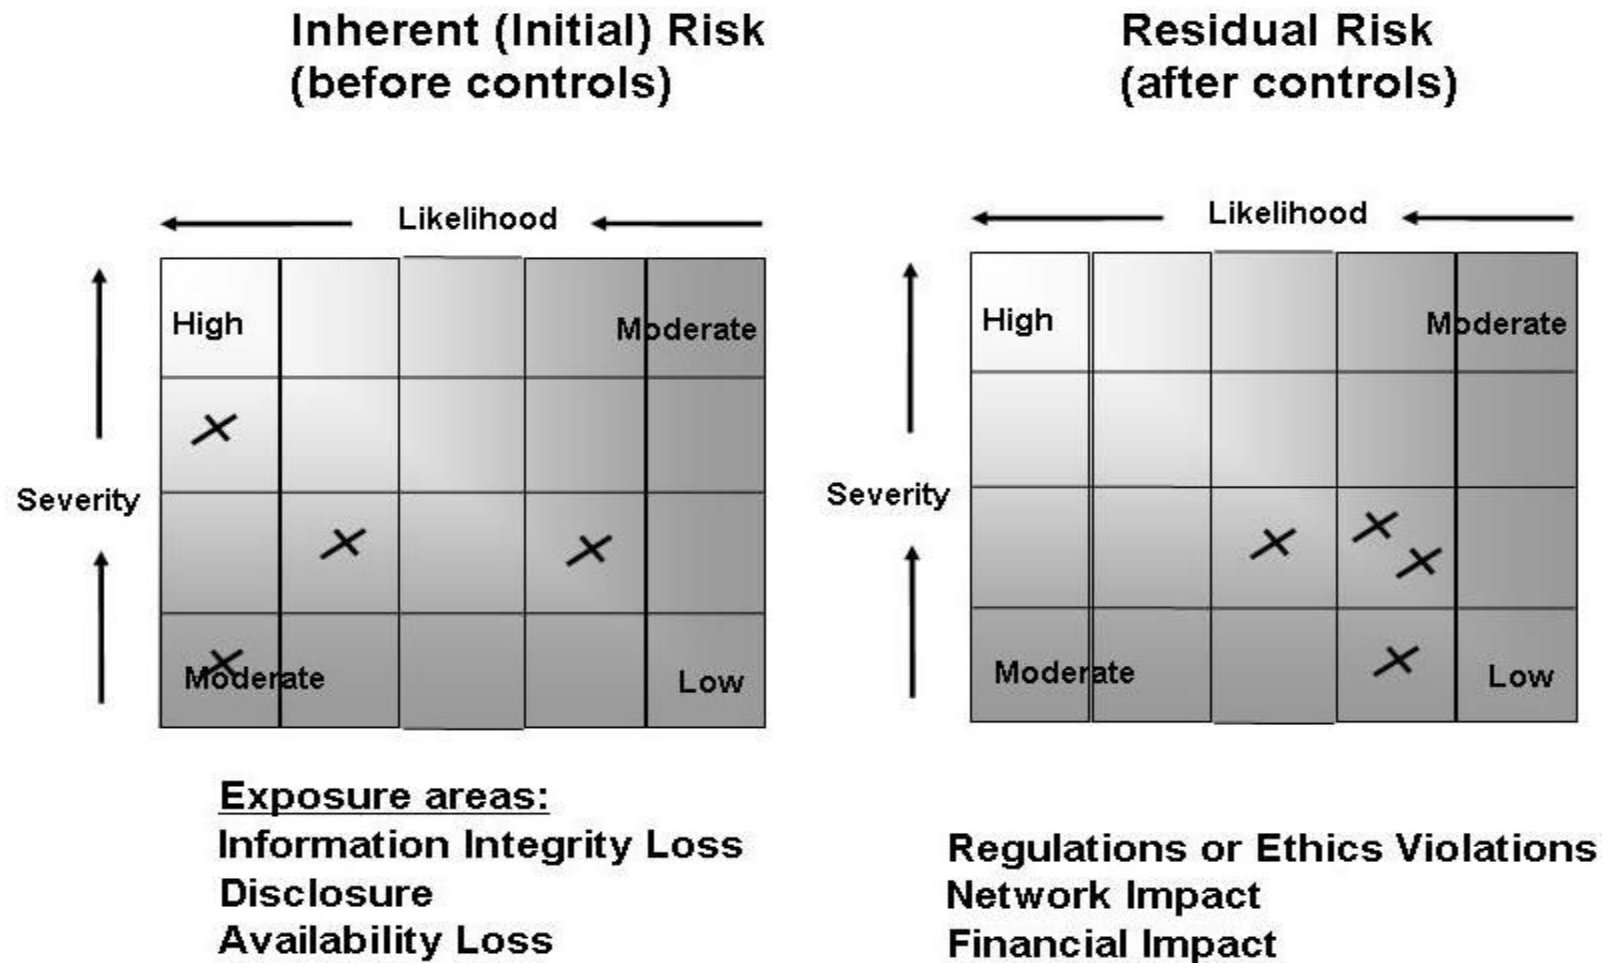 Inherent (Initial) Risk
(before controls)
Residual Risk
(after controls)
Likelihood
High
Moderate
Severity
Moderate
Low
Likelihood
High
Moderate
Severity
Moderate
Low
Exposure areas:
Information Integrity Loss
Disclosure
Availability Loss
Regulations or Ethics Violations
Network Impact
Financial Impact